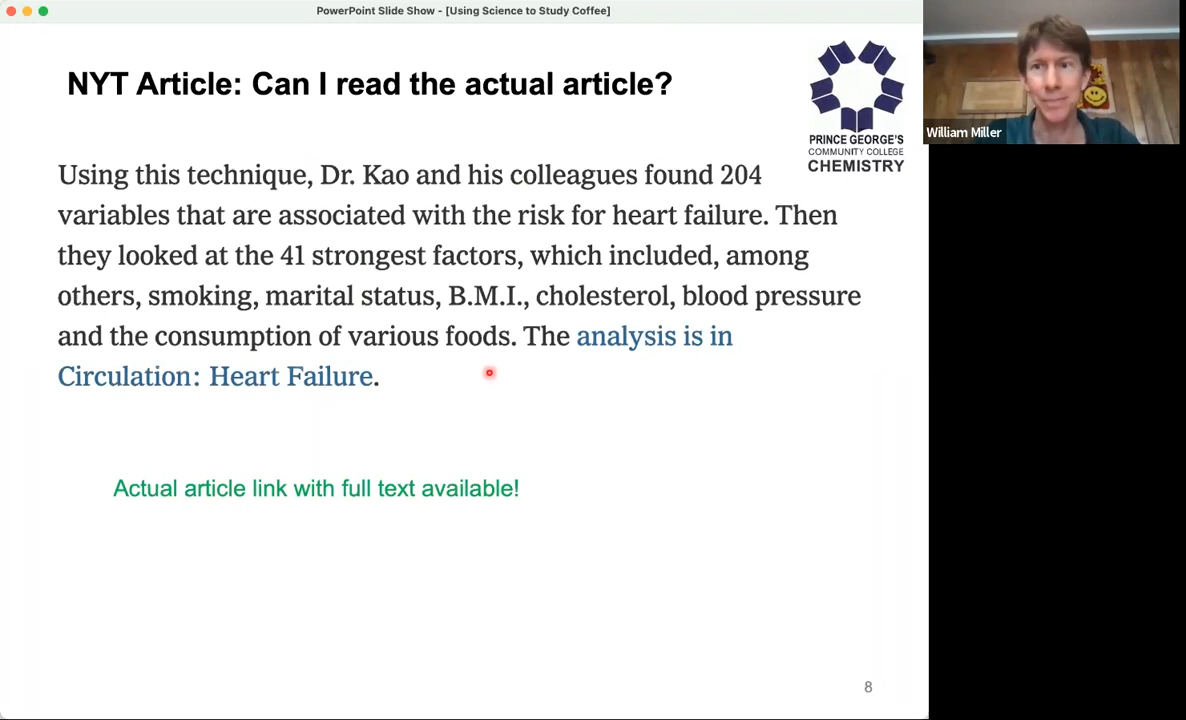 PowerPoint Slide Show - [Using Science to Study Coffee]
NYT Article: Can I read the actual article?
PRINCE GEORGE'S
COMMUNITY COLLEGE
CHEMISTRY
William Miller
Using this technique, Dr. Kao and his colleagues found 204
variables that are associated with the risk for heart failure. Then
they looked at the 41 strongest factors, which included, among
others, smoking, marital status, B.M.I., cholesterol, blood pressure
and the consumption of various foods. The analysis is in
Circulation: Heart Failure.
Actual article link with full text available!
8